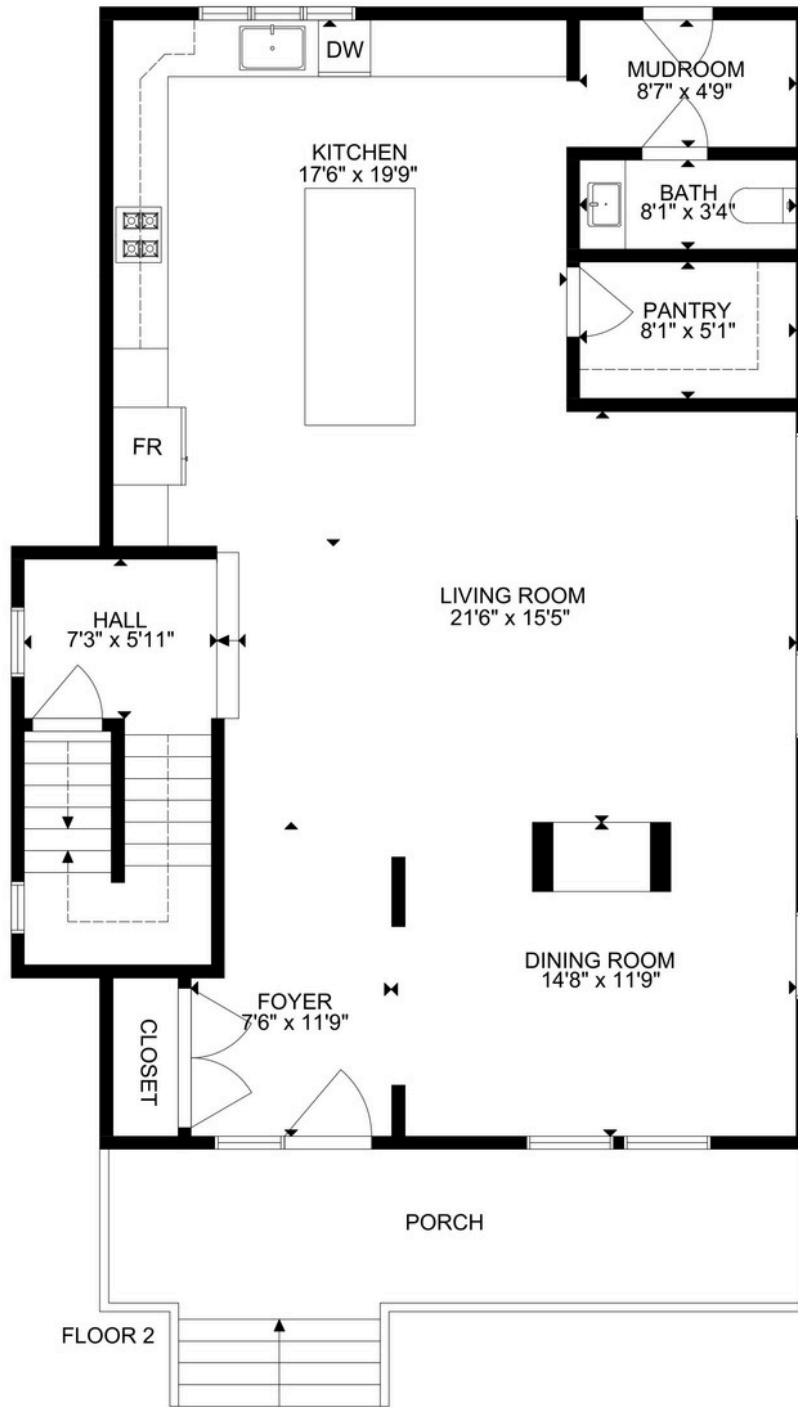 DW
MUDROOM
8'7" x 4'9"
KITCHEN
17'6" x 19'9"
BATH
8'1" x 3'4"
PANTRY
8'1" x 5'1"
FR
HALL
7'3" x 5'11"
LIVING ROOM
21'6" x 15'5"
DINING ROOM
14'8" x 11'9"
FOYER
7'6" x 11'9"
CLOSET
PORCH
FLOOR 2